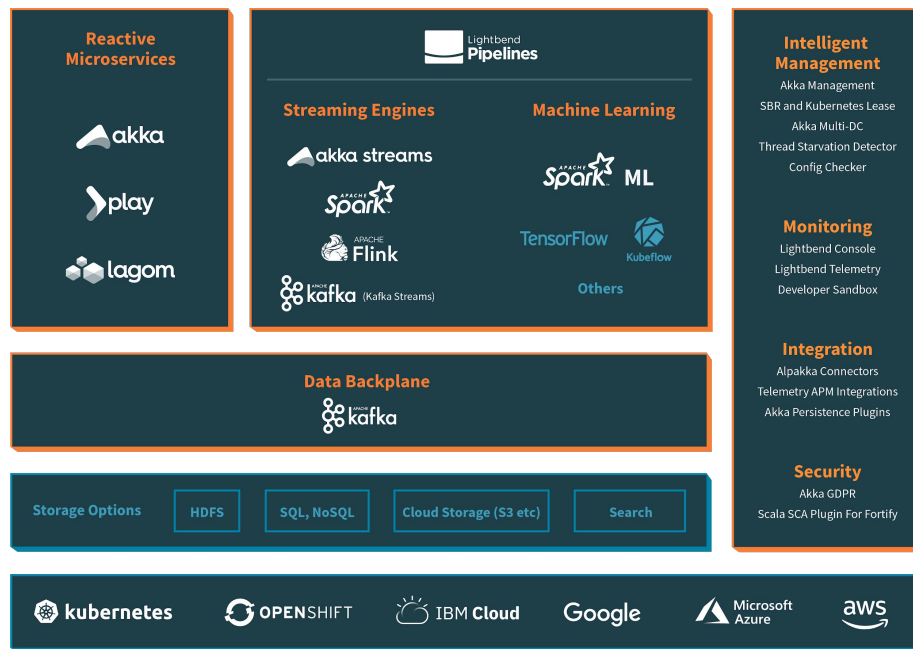 Reactive
Microservices
akka
play
lagom
Lightbend
Pipelines
Streaming Engines
akka streams
APACHE
Spark™
APACHE
Flink
APACHE
kafka (Kafka Streams)
Machine Learning
APACHE
Spark™ ML
TensorFlow
Kubeflow
Others
Data Backplane
APACHE
kafka
Storage Options
HDFS
SQL, NoSQL
Cloud Storage (S3 etc)
Search
Intelligent
Management
Akka Management
SBR and Kubernetes Lease
Akka Multi-DC
Thread Starvation Detector
Config Checker
Monitoring
Lightbend Console
Lightbend Telemetry
Developer Sandbox
Integration
Alpakka Connectors
Telemetry APM Integrations
Akka Persistence Plugins
Security
Akka GDPR
Scala SCA Plugin For Fortify
kubernetes
OPENSHIFT
IBM Cloud
Google
Microsoft
Azure
aws